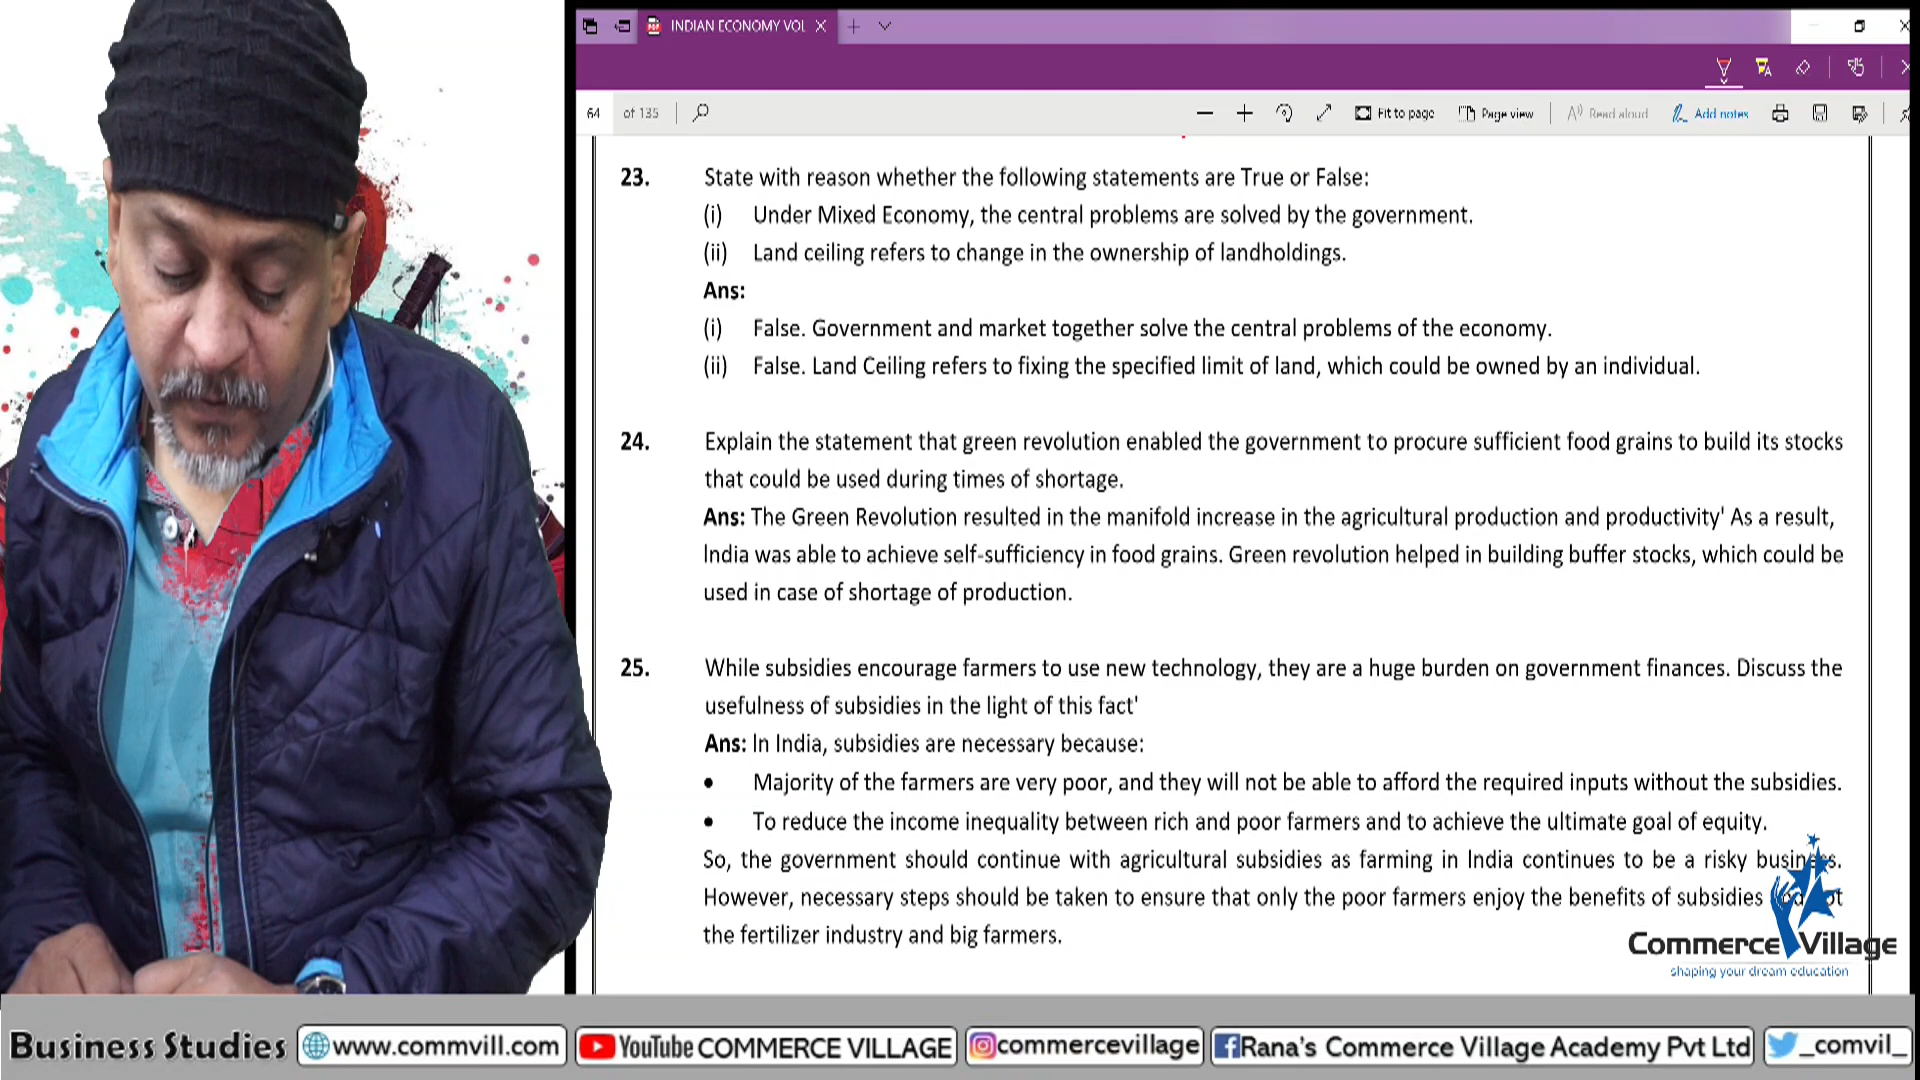 INDIAN ECONOMY VOL
64 of 135
Fit to page
Page view
Read aloud
Add notes
23. State with reason whether the following statements are True or False:
(i) Under Mixed Economy, the central problems are solved by the government.
(ii) Land ceiling refers to change in the ownership of landholdings.
Ans:
(i) False. Government and market together solve the central problems of the economy.
(ii) False. Land Ceiling refers to fixing the specified limit of land, which could be owned by an individual.
24. Explain the statement that green revolution enabled the government to procure sufficient food grains to build its stocks
that could be used during times of shortage.
Ans: The Green Revolution resulted in the manifold increase in the agricultural production and productivity' As a result,
India was able to achieve self-sufficiency in food grains. Green revolution helped in building buffer stocks, which could be
used in case of shortage of production.
25. While subsidies encourage farmers to use new technology, they are a huge burden on government finances. Discuss the
usefulness of subsidies in the light of this fact'
Ans: In India, subsidies are necessary because:
• Majority of the farmers are very poor, and they will not be able to afford the required inputs without the subsidies.
• To reduce the income inequality between rich and poor farmers and to achieve the ultimate goal of equity.
So, the government should continue with agricultural subsidies as farming in India continues to be a risky business.
However, necessary steps should be taken to ensure that only the poor farmers enjoy the benefits of subsidies
the fertilizer industry and big farmers.
Commerce Village
shaping your dream education
Business Studies
www.commvill.com
YouTube COMMERCE VILLAGE
commercevillage
Rana's Commerce Village Academy Pvt Ltd
_comvil_